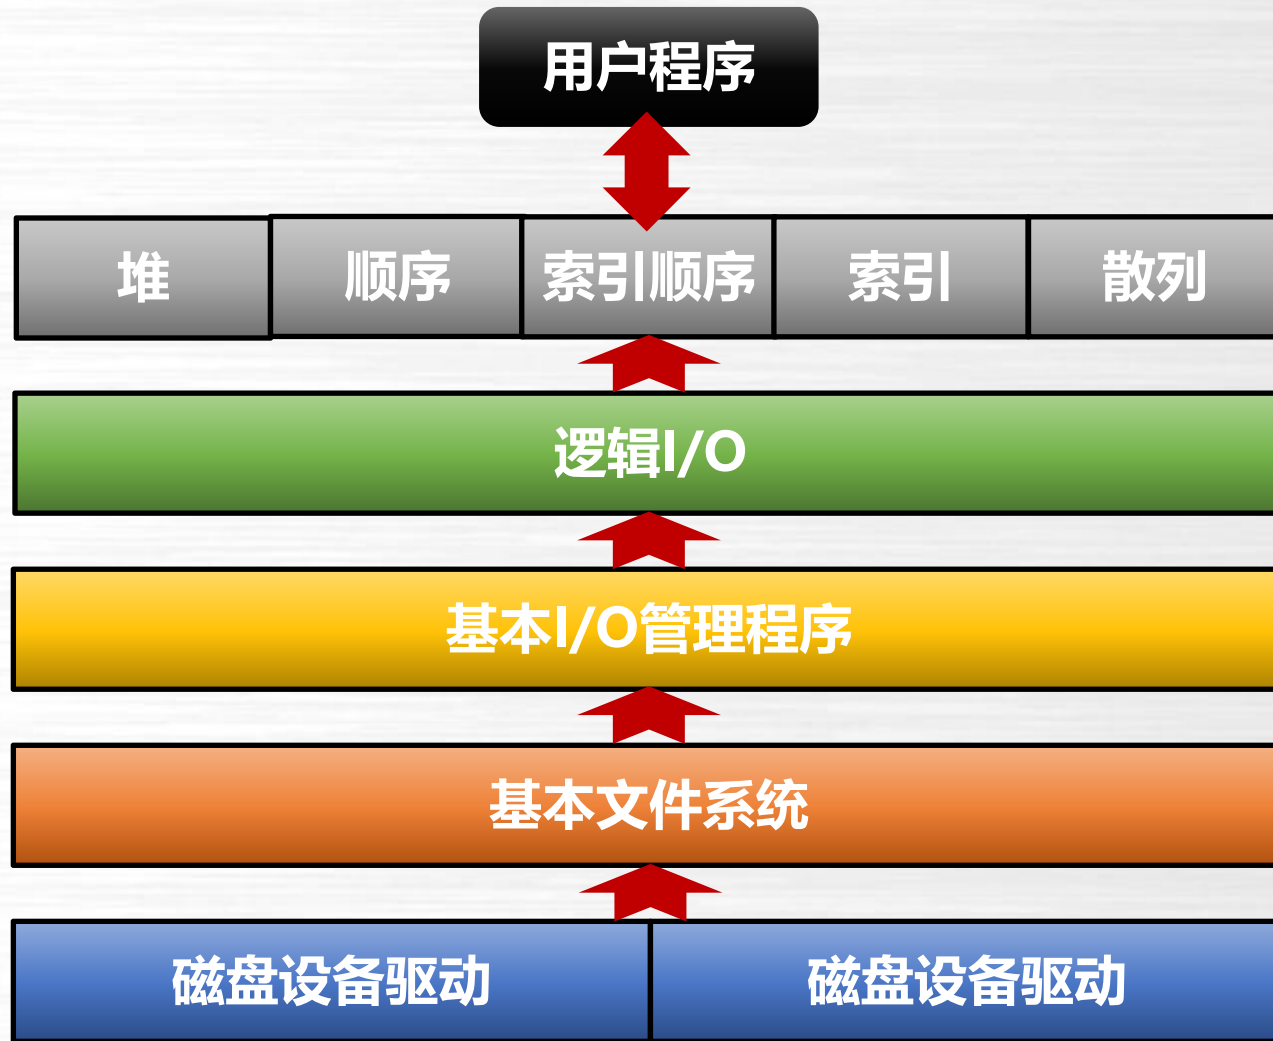 用户程序
堆
顺序
索引顺序
索引
散列
逻辑I/O
基本I/O管理程序
基本文件系统
磁盘设备驱动
磁盘设备驱动